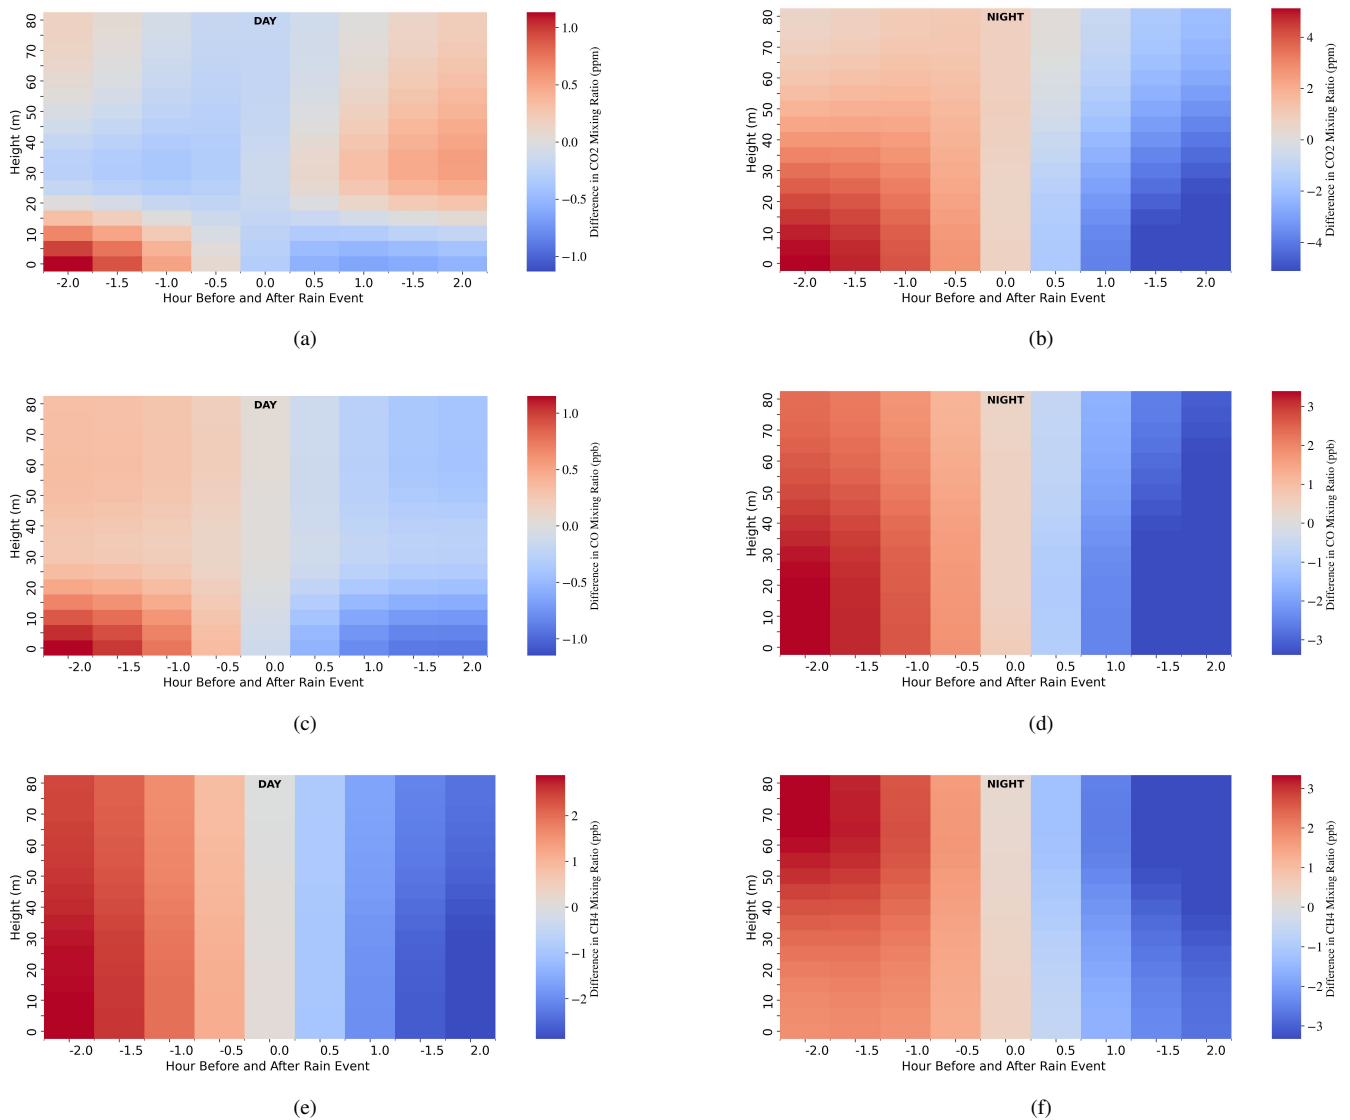 DAY
80
70
60
50
40
30
20
10
0
Height (m)
-2.0 -1.5 -1.0 -0.5 0.0 0.5 1.0 -1.5 2.0
Hour Before and After Rain Event
1.0
0.5
0.0
−0.5
−1.0
Difference in CO2 Mixing Ratio (ppm)
(a)
NIGHT
80
70
60
50
40
30
20
10
0
Height (m)
-2.0 -1.5 -1.0 -0.5 0.0 0.5 1.0 -1.5 2.0
Hour Before and After Rain Event
4
2
0
−2
−4
Difference in CO2 Mixing Ratio (ppm)
(b)
DAY
80
70
60
50
40
30
20
10
0
Height (m)
-2.0 -1.5 -1.0 -0.5 0.0 0.5 1.0 -1.5 2.0
Hour Before and After Rain Event
1.0
0.5
0.0
−0.5
−1.0
Difference in CO Mixing Ratio (ppb)
(c)
NIGHT
80
70
60
50
40
30
20
10
0
Height (m)
-2.0 -1.5 -1.0 -0.5 0.0 0.5 1.0 -1.5 2.0
Hour Before and After Rain Event
3
2
1
0
−1
−2
−3
Difference in CO Mixing Ratio (ppb)
(d)
DAY
80
70
60
50
40
30
20
10
0
Height (m)
-2.0 -1.5 -1.0 -0.5 0.0 0.5 1.0 -1.5 2.0
Hour Before and After Rain Event
2
1
0
−1
−2
Difference in CH4 Mixing Ratio (ppb)
(e)
NIGHT
80
70
60
50
40
30
20
10
0
Height (m)
-2.0 -1.5 -1.0 -0.5 0.0 0.5 1.0 -1.5 2.0
Hour Before and After Rain Event
3
2
1
0
−1
−2
−3
Difference in CH4 Mixing Ratio (ppb)
(f)